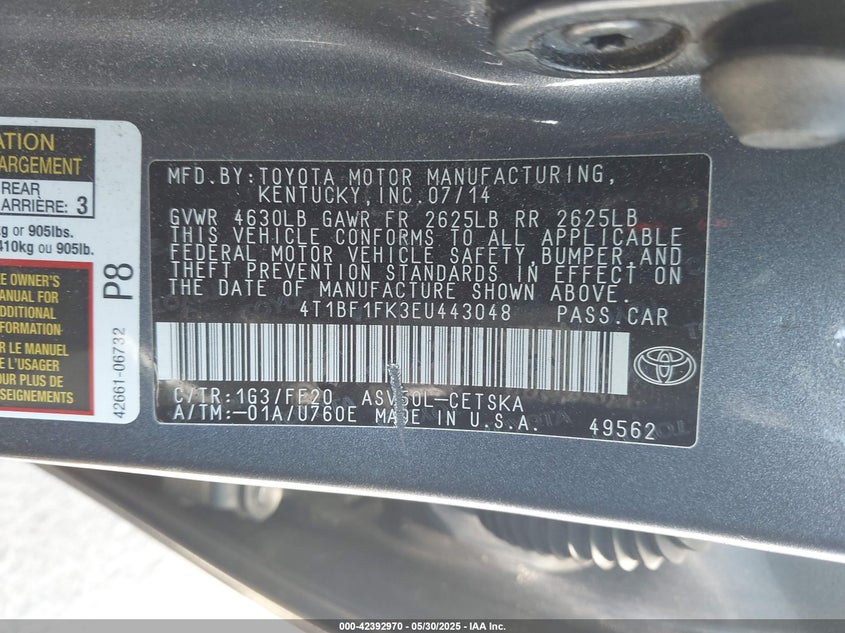 ATION
ARGEMENT
REAR
ARRIÈRE: 3
g or 905lbs.
410kg ou 905lb.
E OWNER'S
ANUAL FOR
ADDITIONAL
FORMATION
R LE MANUEL
L'USAGER
POUR PLUS DE
P8
42661-06732
MFD.BY:TOYOTA MOTOR MANUFACTURING,
KENTUCKY,INC.07/14
GVWR 4630LB GAWR FR 2625LB RR 2625LB
THIS VEHICLE CONFORMS TO ALL APPLICABLE
FEDERAL MOTOR VEHICLE SAFETY,BUMPER,AND
THEFT PREVENTION STANDARDS IN EFFECT ON
THE DATE OF MANUFACTURE SHOWN ABOVE.
4T1BF1FK3EU443048 PASS.CAR
C/TR:1G3/FE20 ASV50L-CETSKA
A/TM:-01A/U760E MADE IN U.S.A.
49562
000-42392970 - 05/30/2025 - IAA Inc.